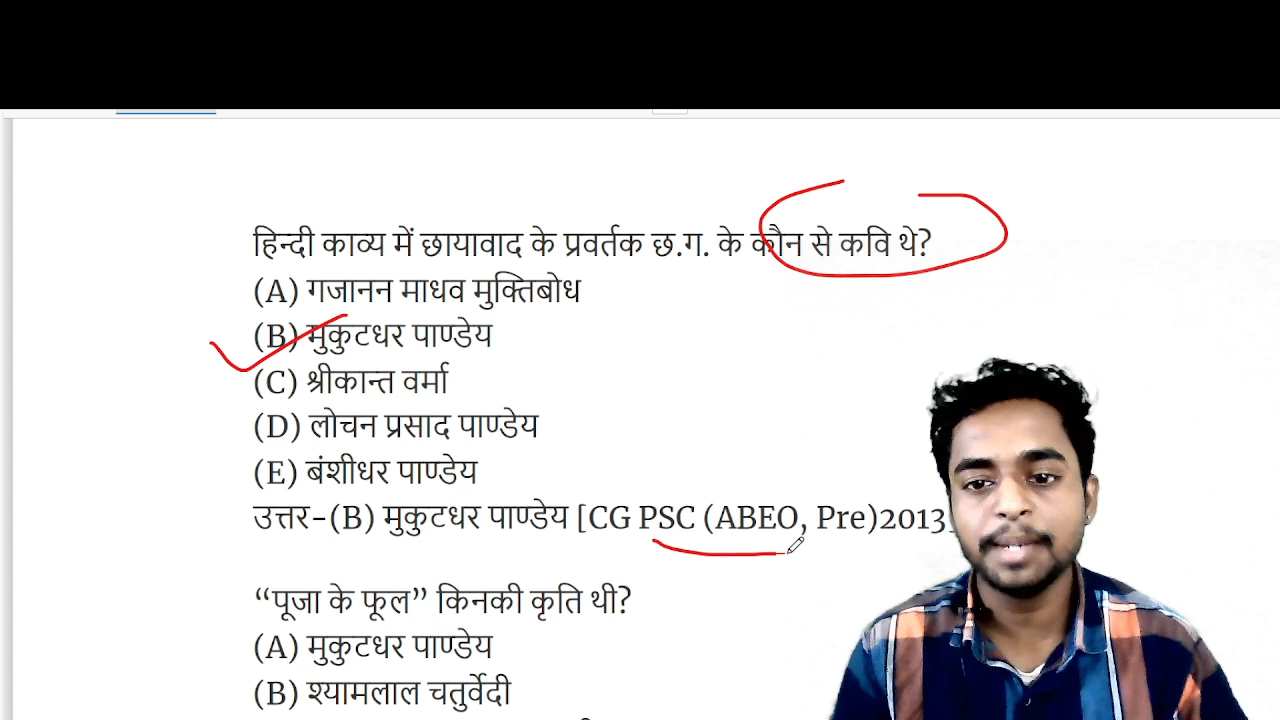 हिन्दी काव्य में छायावाद के प्रवर्तक छ.ग. के कौन से कवि थे?
(A) गजानन माधव मुक्तिबोध
(B) मुकुटधर पाण्डेय
(C) श्रीकान्त वर्मा
(D) लोचन प्रसाद पाण्डेय
(E) बंशीधर पाण्डेय
उत्तर-(B) मुकुटधर पाण्डेय [CG PSC (ABEO, Pre)2013]
“पूजा के फूल” किनकी कृति थी?
(A) मुकुटधर पाण्डेय
(B) श्यामलाल चतुर्वेदी